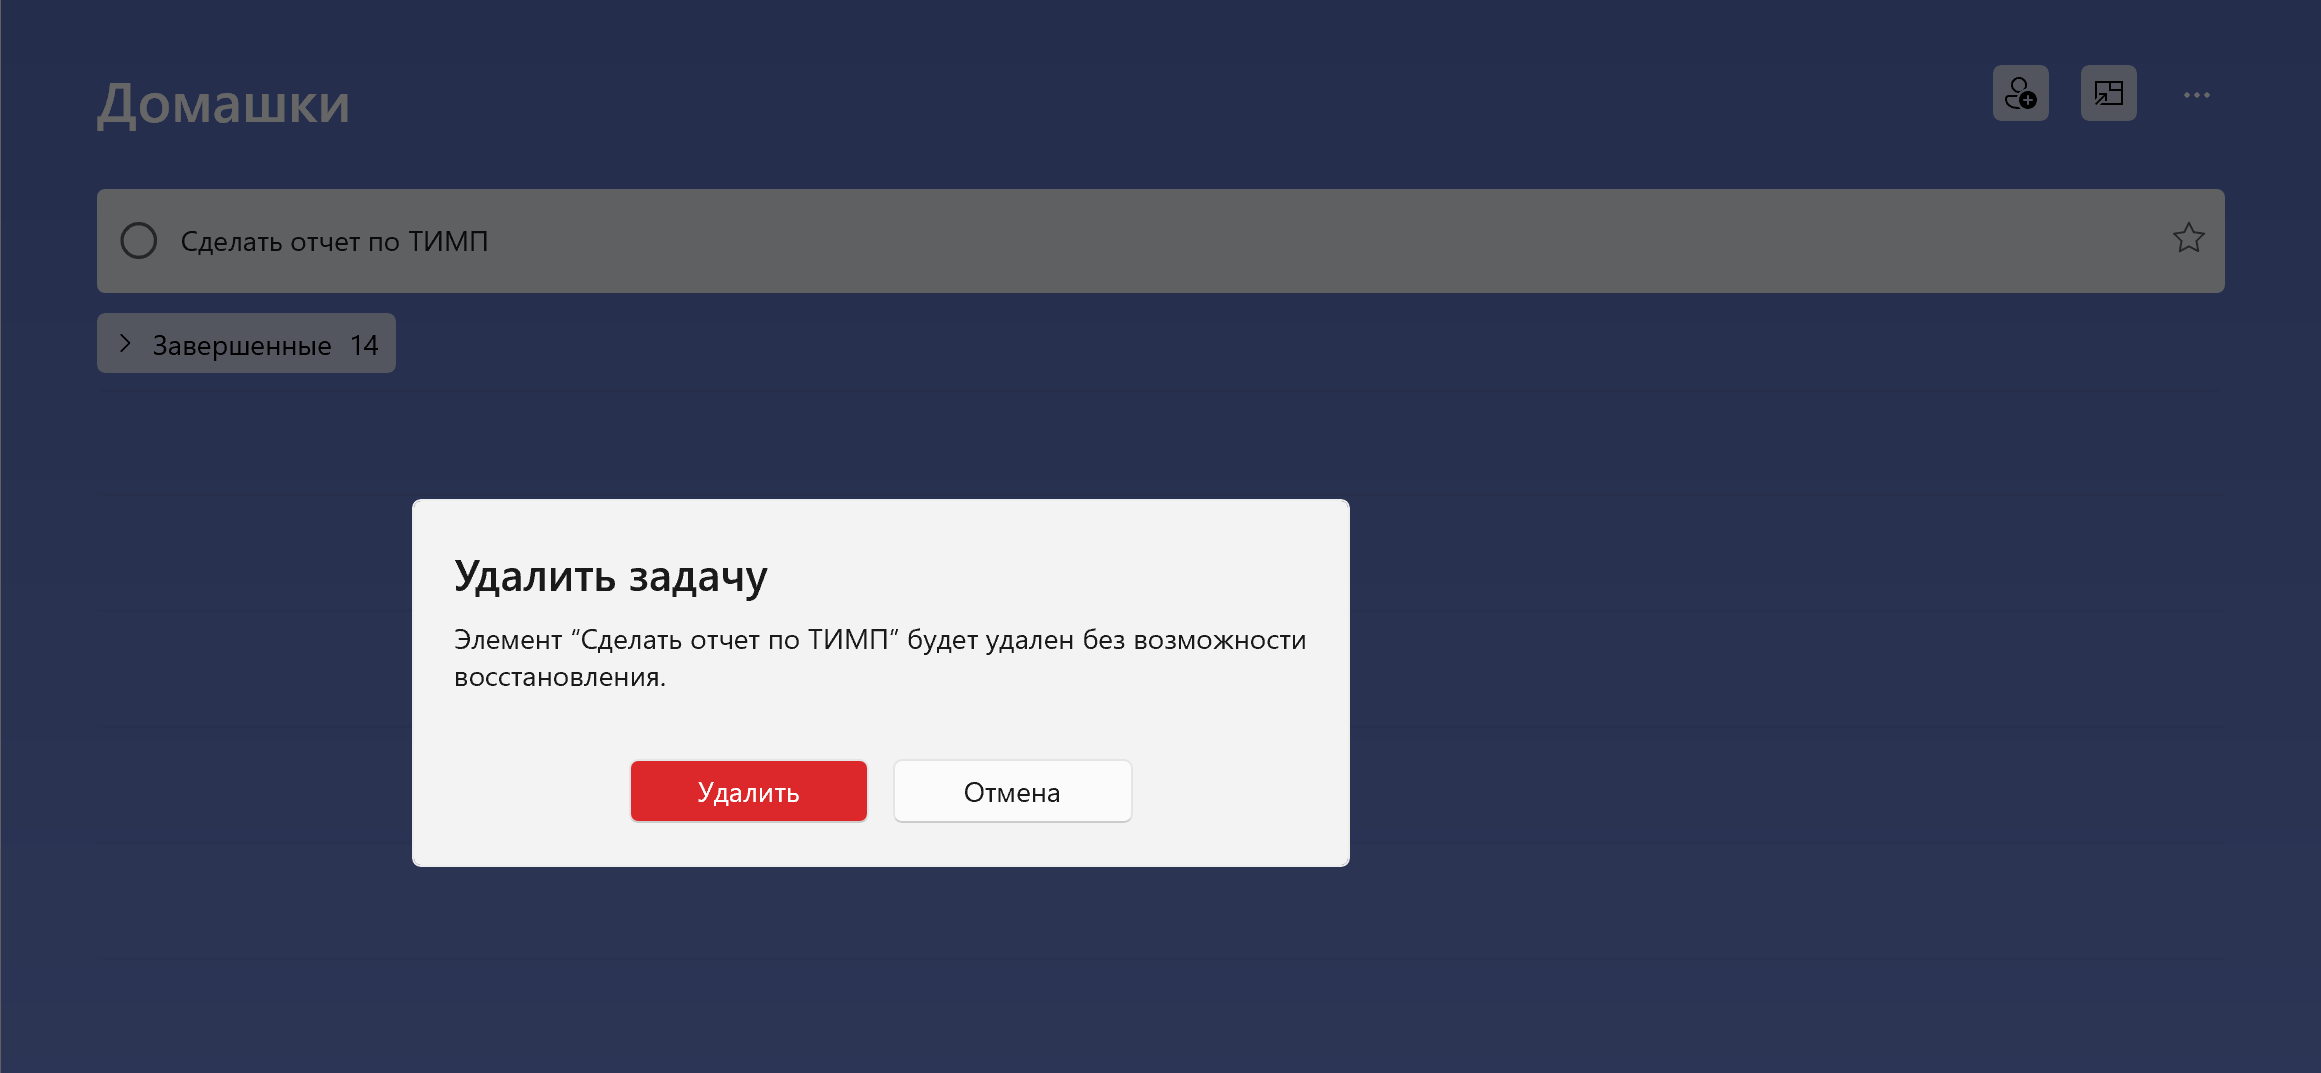 Домашки
Сделать отчет по ТИМП
Завершенные 14
Удалить задачу
Элемент “Сделать отчет по ТИМП” будет удален без возможности
восстановления.
Удалить
Отмена